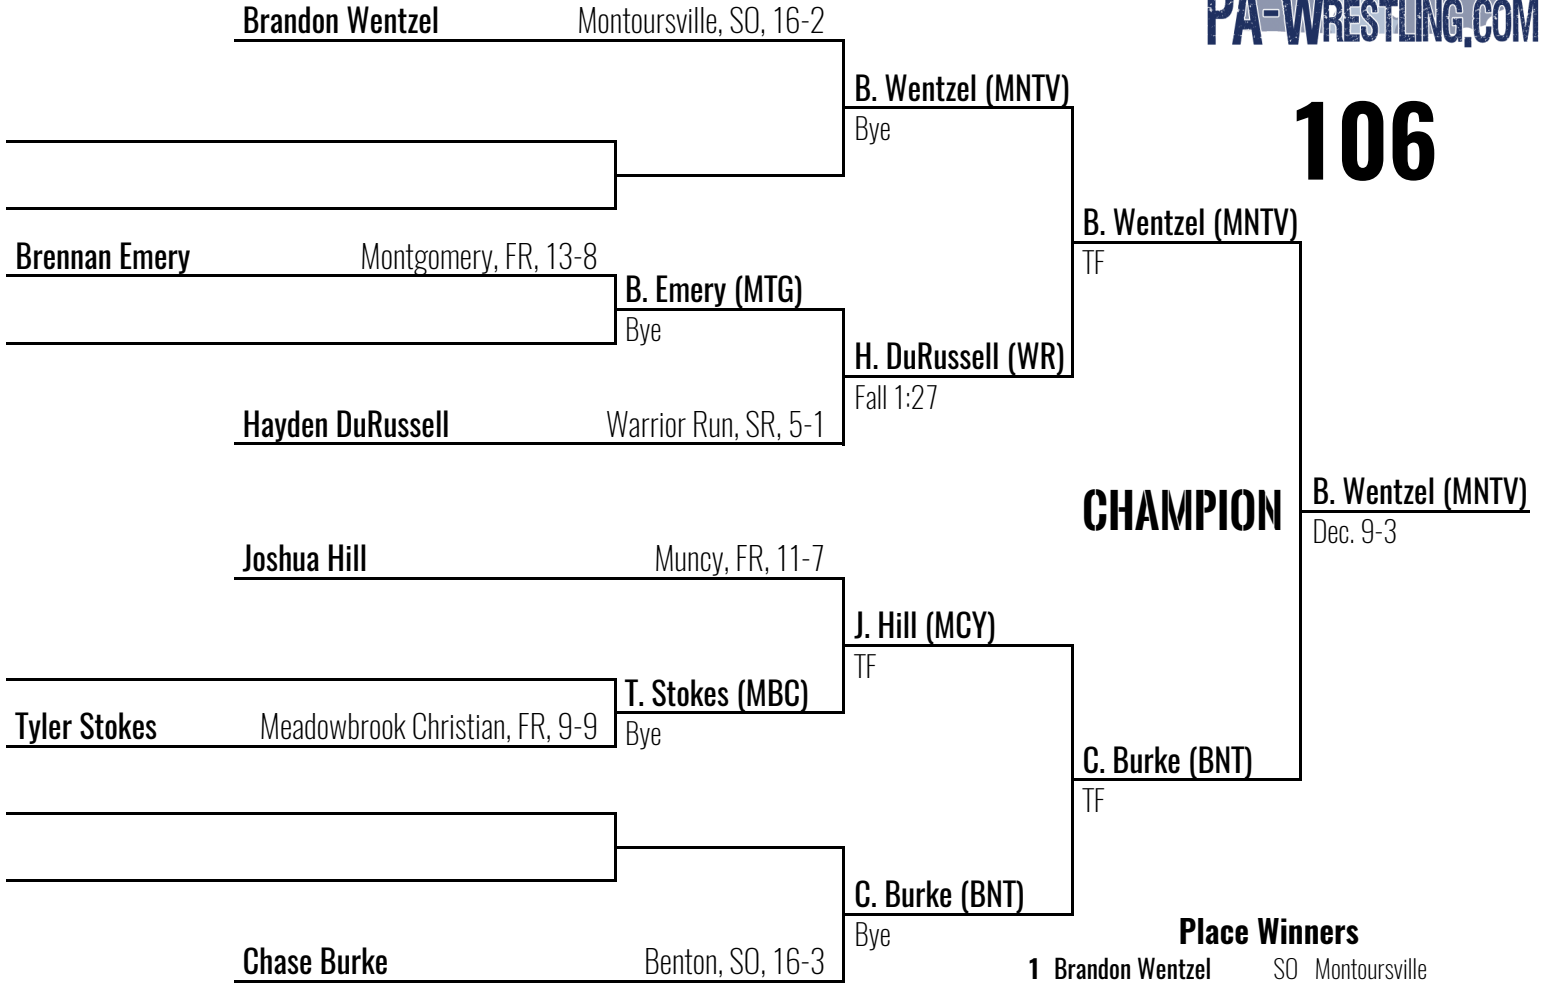 Brandon Wentzel Montoursville, SO, 16-2
PA-WRESTLING.COM
106
B. Wentzel (MNTV)
Bye
B. Wentzel (MNTV)
TF
Brennan Emery Montgomery, FR, 13-8
B. Emery (MTG)
Bye
H. DuRussell (WR)
Fall 1:27
Hayden DuRussell Warrior Run, SR, 5-1
CHAMPION
B. Wentzel (MNTV)
Dec. 9-3
Joshua Hill Muncy, FR, 11-7
J. Hill (MCY)
TF
T. Stokes (MBC)
Bye
Tyler Stokes Meadowbrook Christian, FR, 9-9
C. Burke (BNT)
TF
C. Burke (BNT)
Bye
Chase Burke Benton, SO, 16-3
Place Winners
1 Brandon Wentzel SO Montoursville